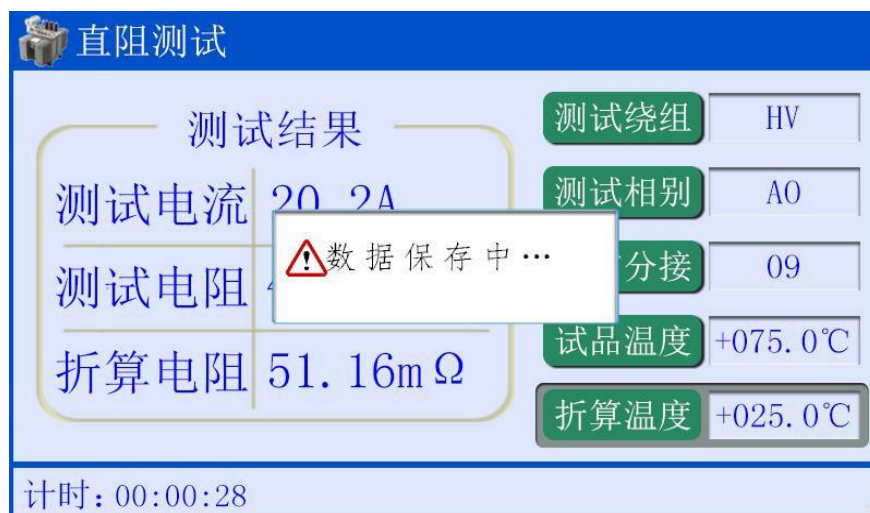 直阻测试
测试结果
测试电流 20.2A
测试电阻
折算电阻 51.16mΩ
数据保存中…
测试绕组 HV
测试相别 AO
分接 09
试品温度 +075.0℃
折算温度 +025.0℃
计时：00:00:28